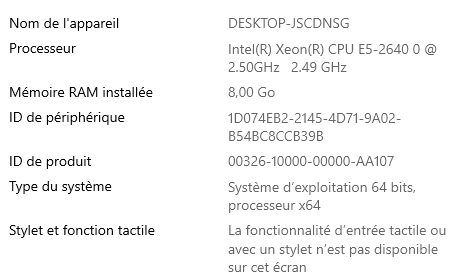 Nom de l'appareil DESKTOP-JSCDNSG
Processeur Intel(R) Xeon(R) CPU E5-2640 0 @
2.50GHz 2.49 GHz
Mémoire RAM installée 8,00 Go
ID de périphérique 1D074EB2-2145-4D71-9A02-
B54BC8CCB39B
ID de produit 00326-10000-00000-AA107
Type du système Système d'exploitation 64 bits,
processeur x64
Stylet et fonction tactile La fonctionnalité d'entrée tactile ou
avec un stylet n'est pas disponible
sur cet écran